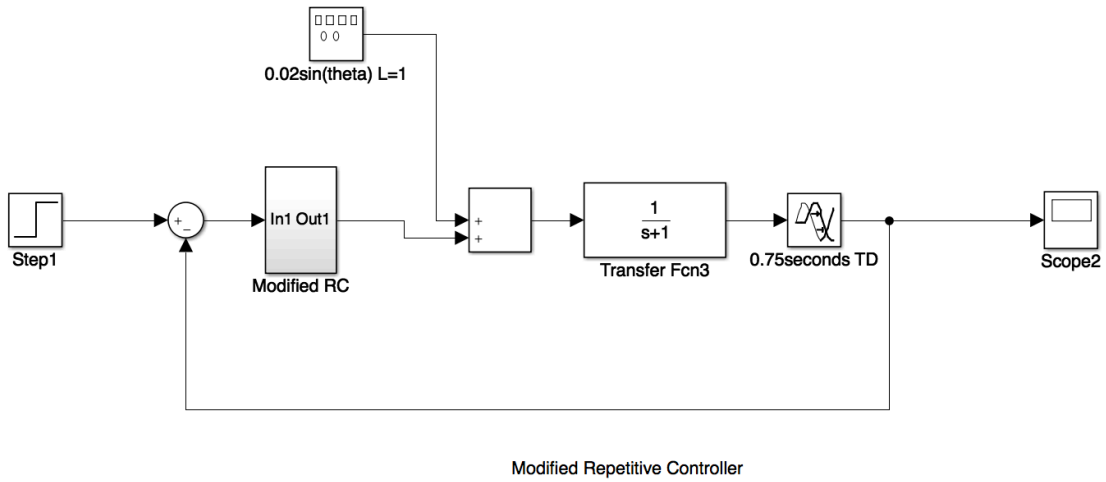 0.02sin(theta) L=1
+
−
Step1
In1 Out1
Modified RC
+
+
1
s+1
Transfer Fcn3
0.75seconds TD
Scope2
Modified Repetitive Controller